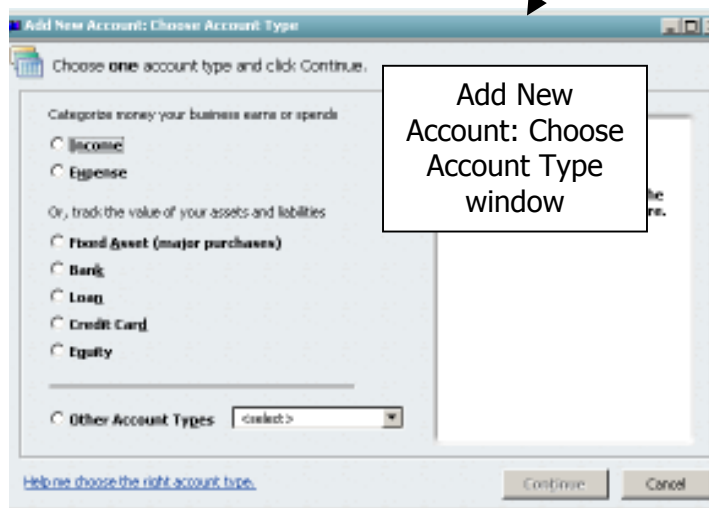 Add New Account: Choose Account Type
Choose one account type and click Continue.
Categorize money your business earns or spends
Income
Expense
Or, track the value of your assets and liabilities
Fixed Asset (major purchases)
Bank
Loan
Credit Card
Equity
Other Account Types <select>
Help me choose the right account type.
Add New
Account: Choose
Account Type
window
re.
Continue Cancel